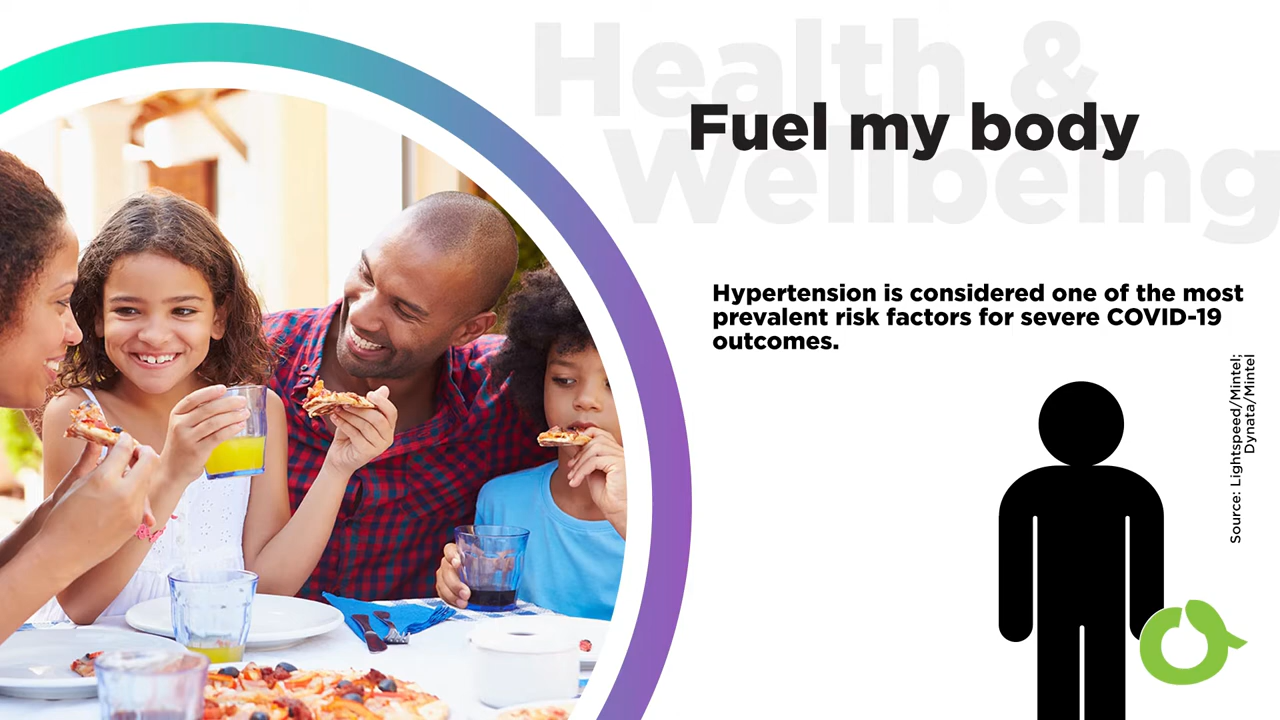 Health &
Wellbeing
Fuel my body
Hypertension is considered one of the most
prevalent risk factors for severe COVID-19
outcomes.
Source: Lightspeed/Mintel;
Dynata/Mintel